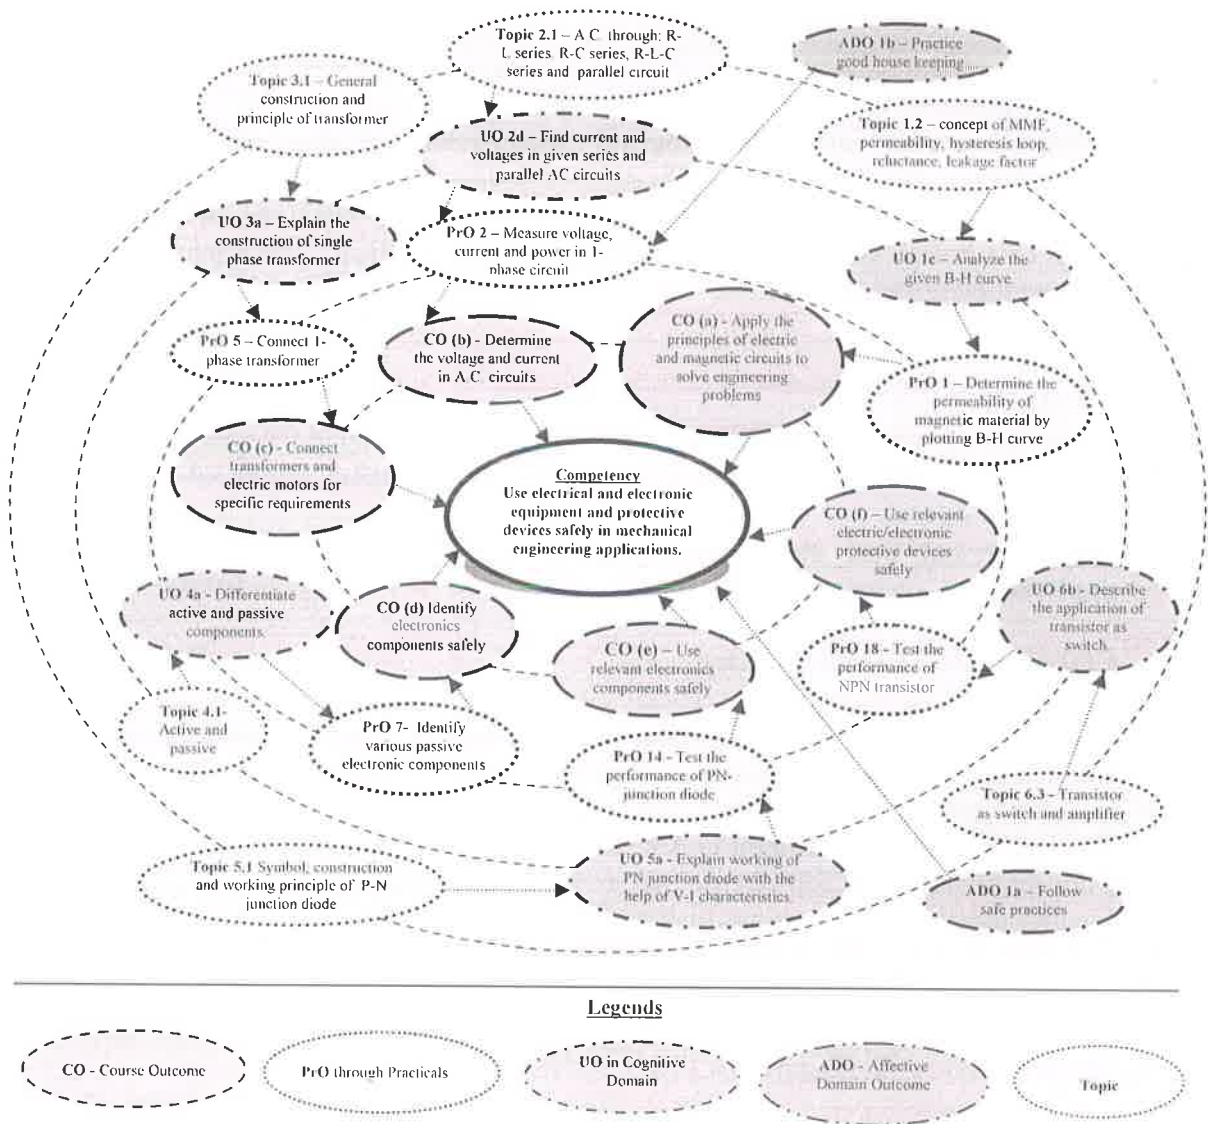 Topic 2.1 – A.C. through: R-
L series, R-C series, R-L-C
series and parallel circuit
ADO 1b – Practice
good house keeping
Topic 3.1 – General
construction and
principle of transformer
UO 2d – Find current and
voltages in given series and
parallel AC circuits
Topic 1.2 – concept of MMF,
permeability, hysteresis loop,
reluctance, leakage factor
UO 3a – Explain the
construction of single
phase transformer
PrO 2 – Measure voltage,
current and power in 1-
phase circuit
UO 1c – Analyze the
given B-H curve.
PrO 5 – Connect 1-
phase transformer
CO (b) - Determine
the voltage and current
in A.C. circuits
CO (a) - Apply the
principles of electric
and magnetic circuits to
solve engineering
problems
PrO 1 – Determine the
permeability of
magnetic material by
plotting B-H curve
CO (c) - Connect
transformers and
electric motors for
specific requirements
Competency
Use electrical and electronic
equipment and protective
devices safely in mechanical
engineering applications.
CO (f) – Use relevant
electric/electronic
protective devices
safely
UO 4a - Differentiate
active and passive
components.
CO (d) Identify
electronics
components safely
CO (e) – Use
relevant electronics
components safely
PrO 18 - Test the
performance of
NPN transistor
UO 6b – Describe
the application of
transistor as
switch.
Topic 4.1-
Active and
passive
PrO 7- Identify
various passive
electronic components
PrO 14 - Test the
performance of PN-
junction diode
Topic 6.3 - Transistor
as switch and amplifier
Topic 5.1 Symbol, construction
and working principle of P-N
junction diode
UO 5a - Explain working of
PN junction diode with the
help of V-I characteristics.
ADO 1a – Follow
safe practices
Legends
CO - Course Outcome
PrO through Practicals
UO in Cognitive
Domain
ADO - Affective
Domain Outcome
Topic